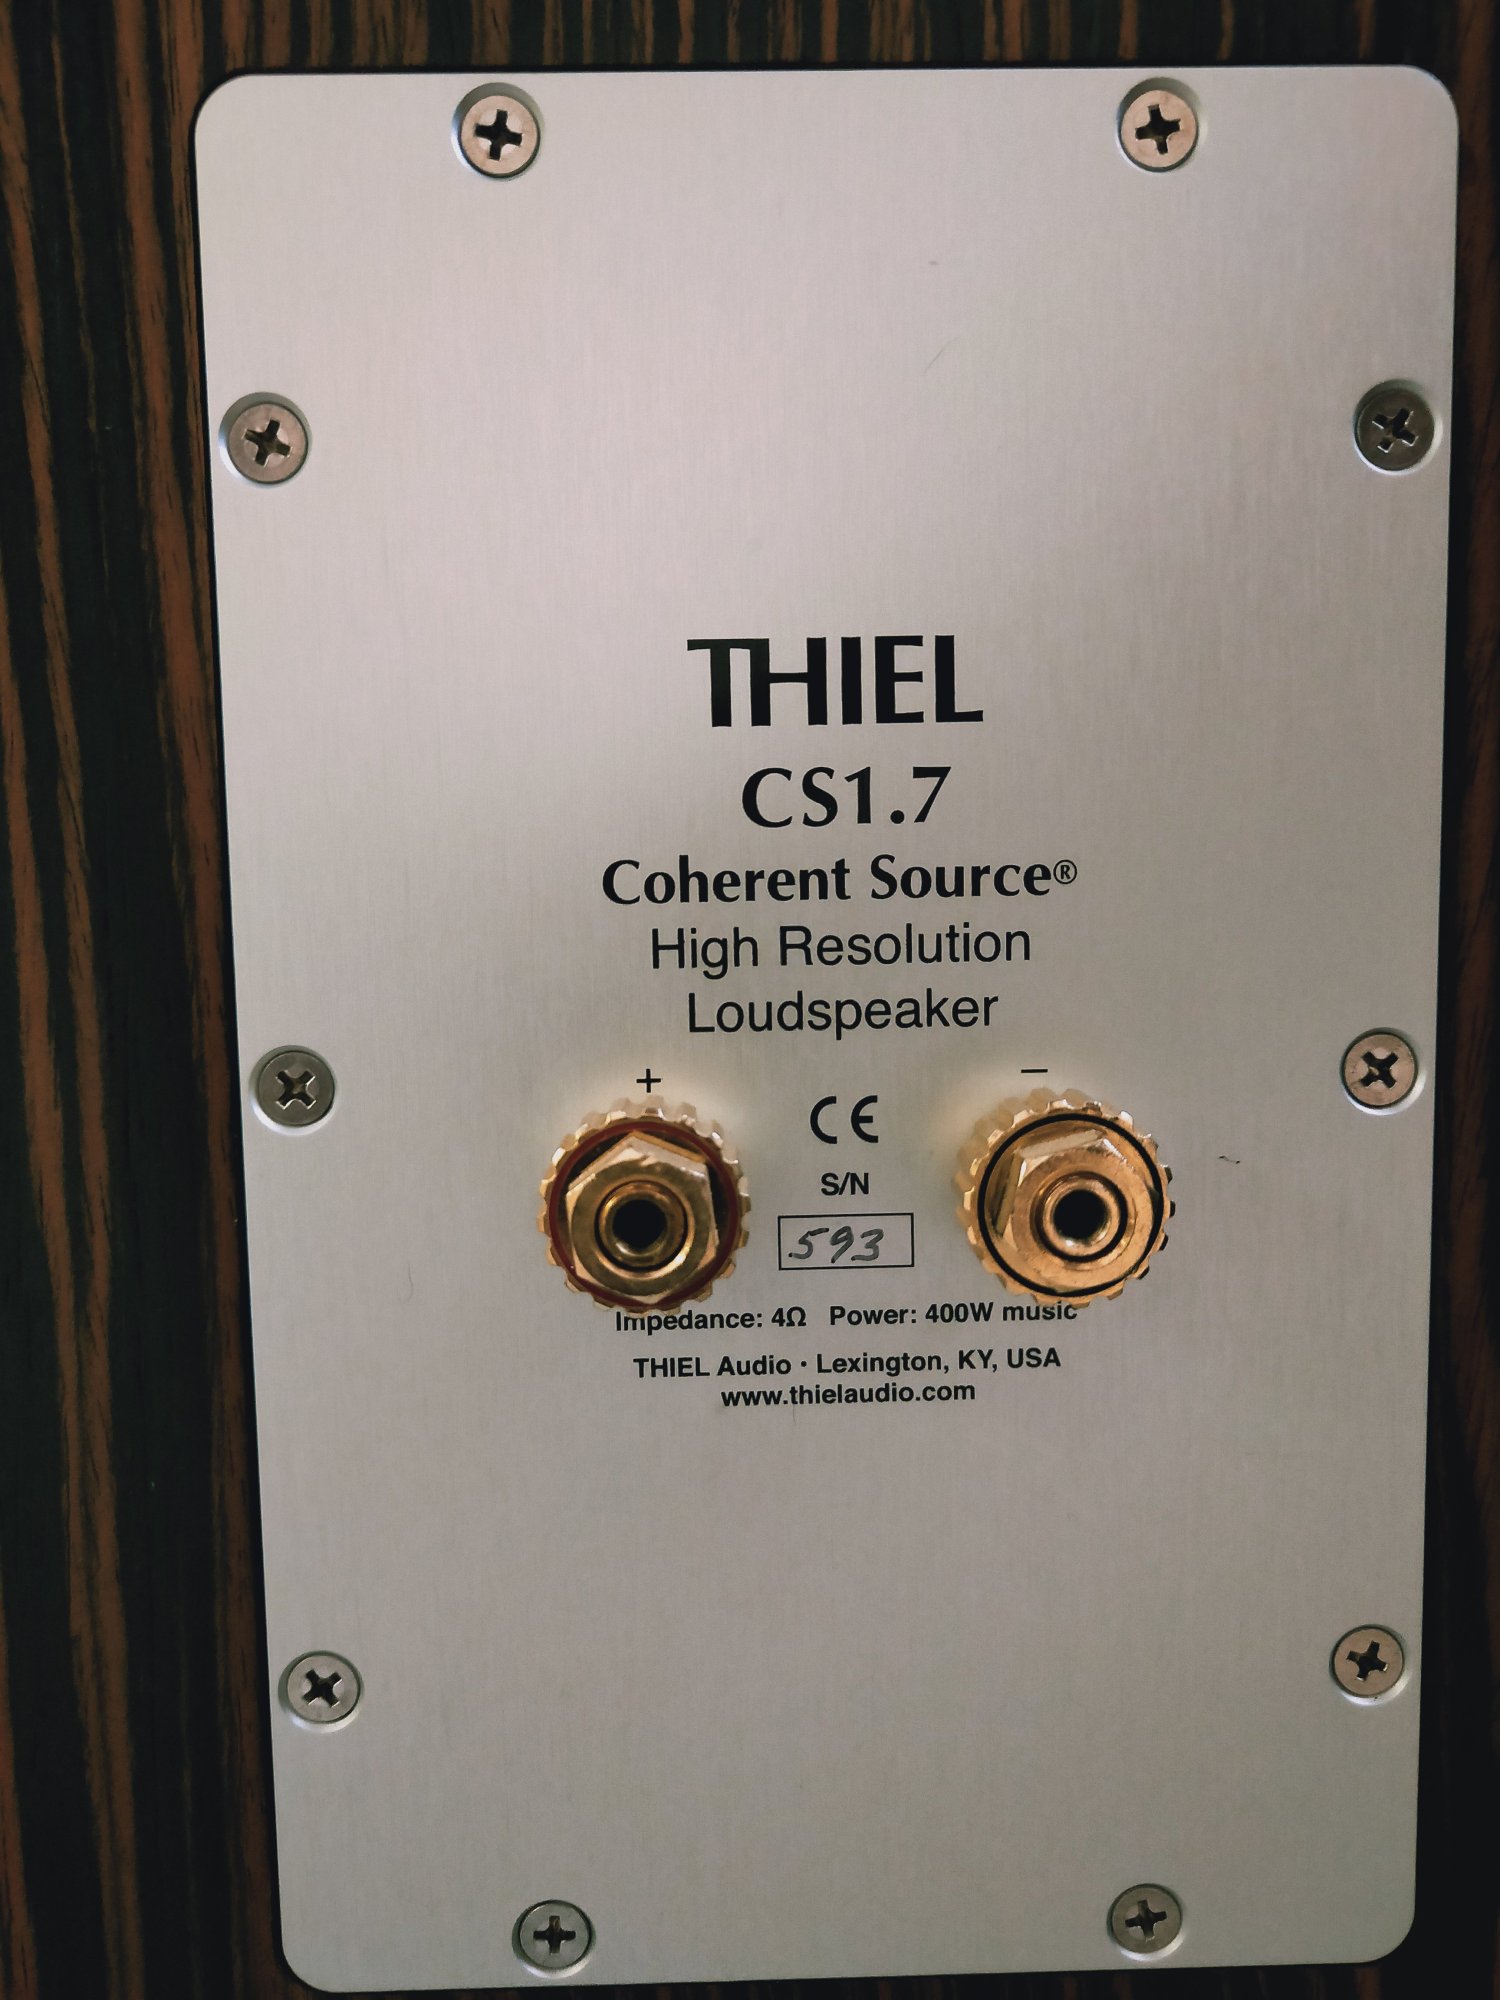 THIEL
CS1.7
Coherent Source®
High Resolution
Loudspeaker
+ −
CE
S/N
593
Impedance: 4Ω Power: 400W music
THIEL Audio · Lexington, KY, USA
www.thielaudio.com